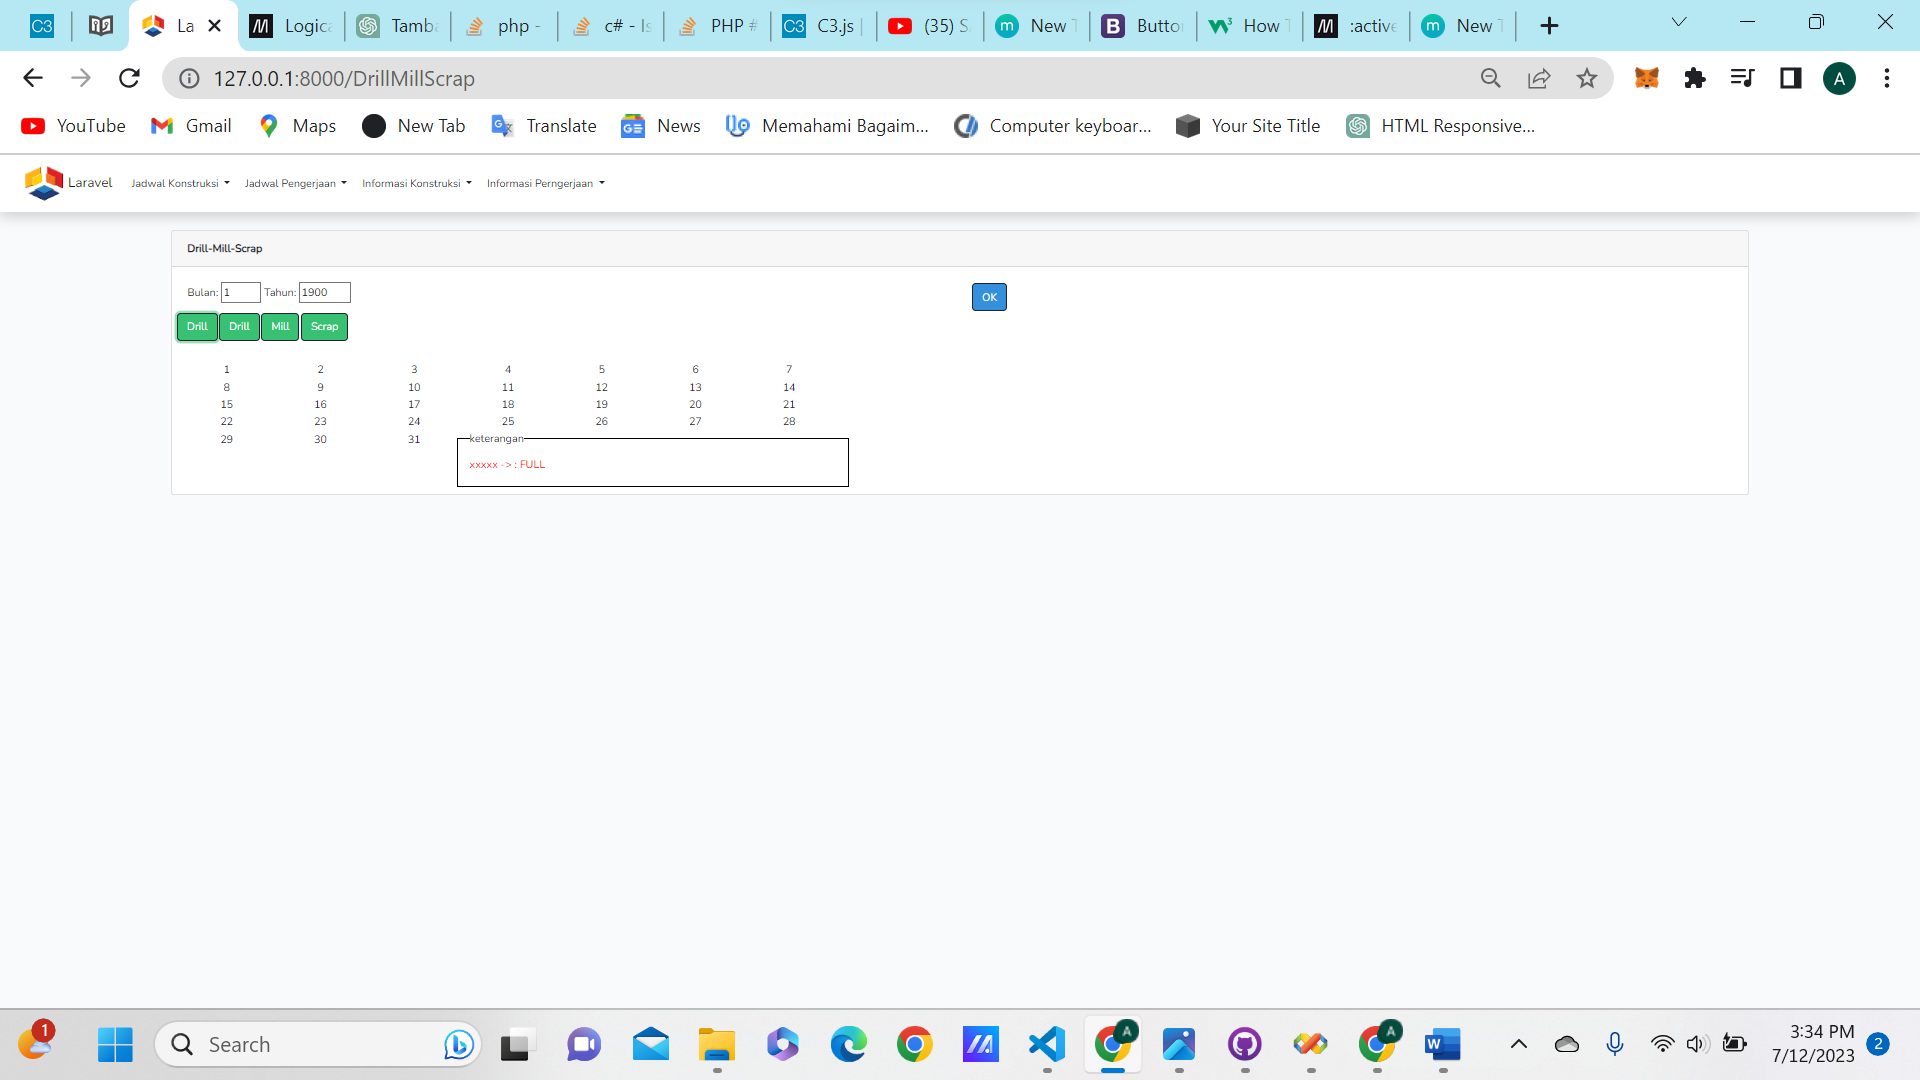 C3 La Logica Tamba php - c# - Is PHP # C3 C3.js (35) S New T B Button How T :active New T
127.0.0.1:8000/DrillMillScrap A
YouTube Gmail Maps New Tab Translate News Memahami Bagaim... Computer keyboar... Your Site Title HTML Responsive...
Laravel Jadwal Konstruksi Jadwal Pengerjaan Informasi Konstruksi Informasi Perngerjaan
Drill-Mill-Scrap
Bulan: 1 Tahun: 1900 OK
Drill Drill Mill Scrap
1 2 3 4 5 6 7
8 9 10 11 12 13 14
15 16 17 18 19 20 21
22 23 24 25 26 27 28
29 30 31 keterangan
xxxxx -> : FULL
1 Search A A W 3:34 PM
7/12/2023 2